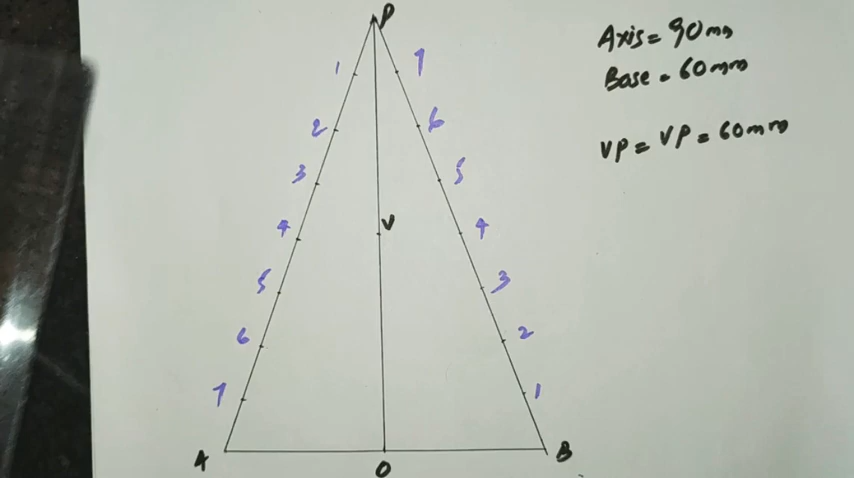 P
Axis = 90mm
Base = 60mm
VP = VP = 60mm
1 7
2 6
3 5
V
4 4
5 3
6 2
7 1
A O B